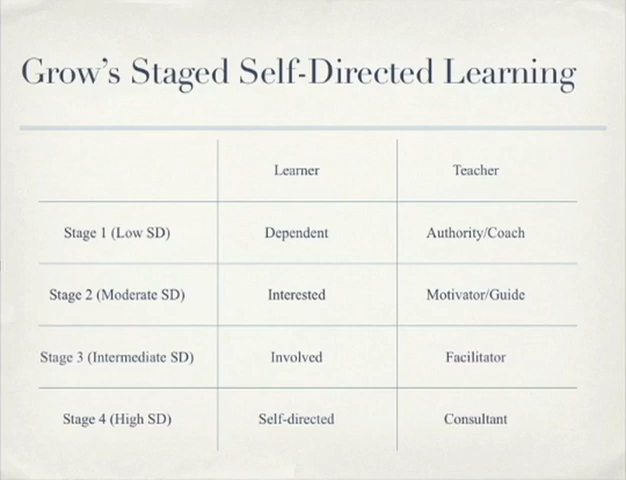 Grow's Staged Self-Directed Learning
Learner Teacher
Stage 1 (Low SD) Dependent Authority/Coach
Stage 2 (Moderate SD) Interested Motivator/Guide
Stage 3 (Intermediate SD) Involved Facilitator
Stage 4 (High SD) Self-directed Consultant